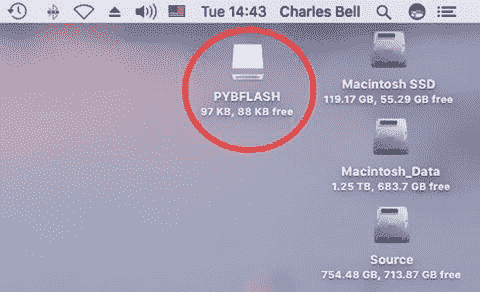 Tue 14:43 Charles Bell
PYBFLASH
97 KB, 88 KB free
Macintosh SSD
119.17 GB, 55.29 GB free
Macintosh_Data
1.25 TB, 683.7 GB free
Source
754.48 GB, 713.87 GB free